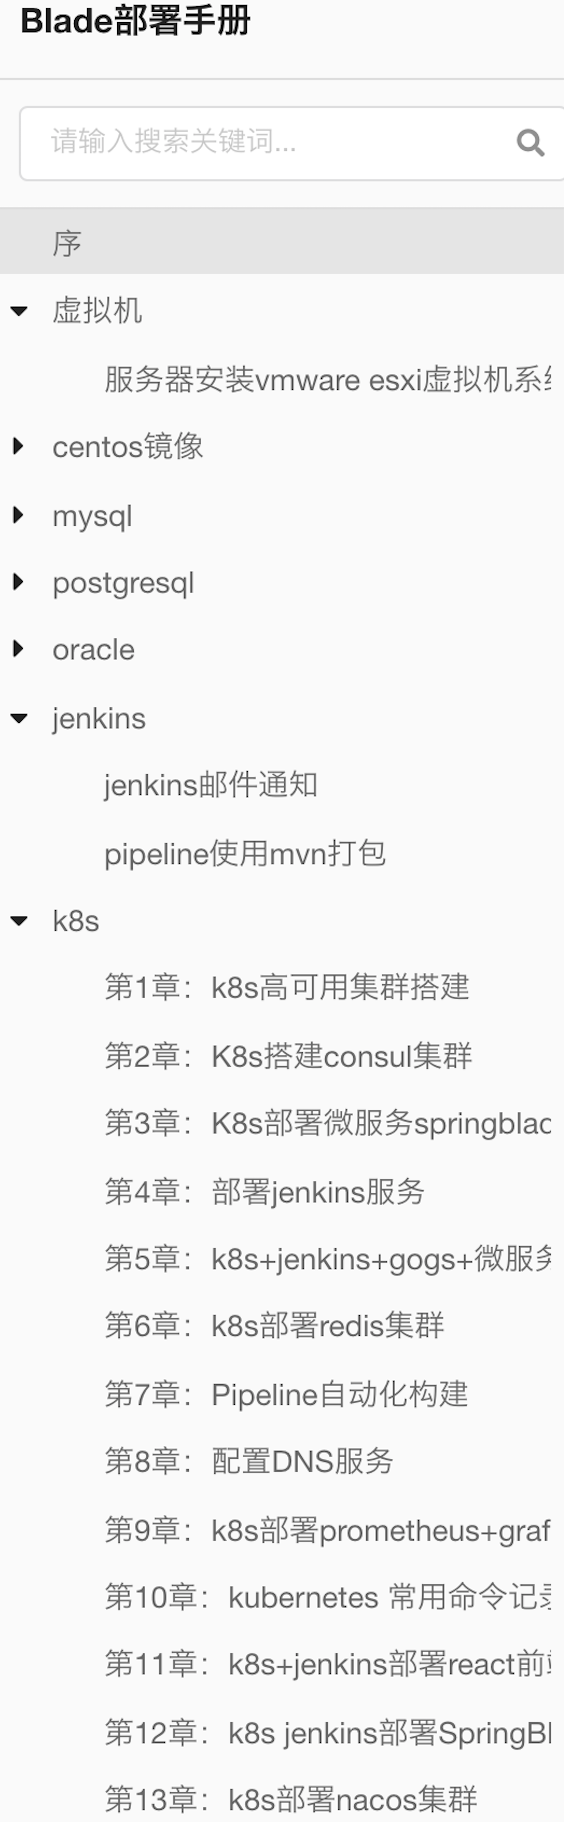 Blade部署手册
请输入搜索关键词...
序
虚拟机
服务器安装vmware esxi虚拟机系
centos镜像
mysql
postgresql
oracle
jenkins
jenkins邮件通知
pipeline使用mvn打包
k8s
第1章：k8s高可用集群搭建
第2章：K8s搭建consul集群
第3章：K8s部署微服务springblad
第4章：部署jenkins服务
第5章：k8s+jenkins+gogs+微服务
第6章：k8s部署redis集群
第7章：Pipeline自动化构建
第8章：配置DNS服务
第9章：k8s部署prometheus+graf
第10章：kubernetes 常用命令记录
第11章：k8s+jenkins部署react前
第12章：k8s jenkins部署SpringBl
第13章：k8s部署nacos集群